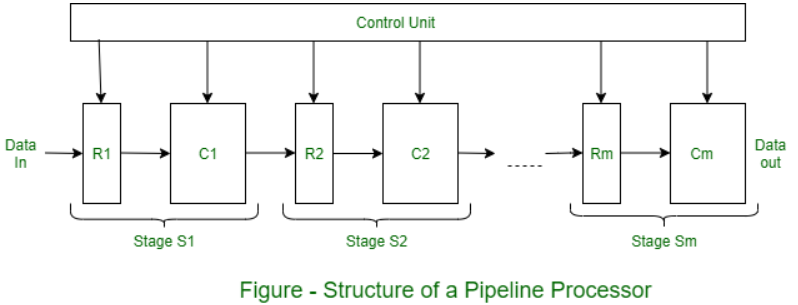 Control Unit
Data
In
R1
C1
R2
C2
Rm
Cm
Data
out
Stage S1
Stage S2
Stage Sm
Figure - Structure of a Pipeline Processor